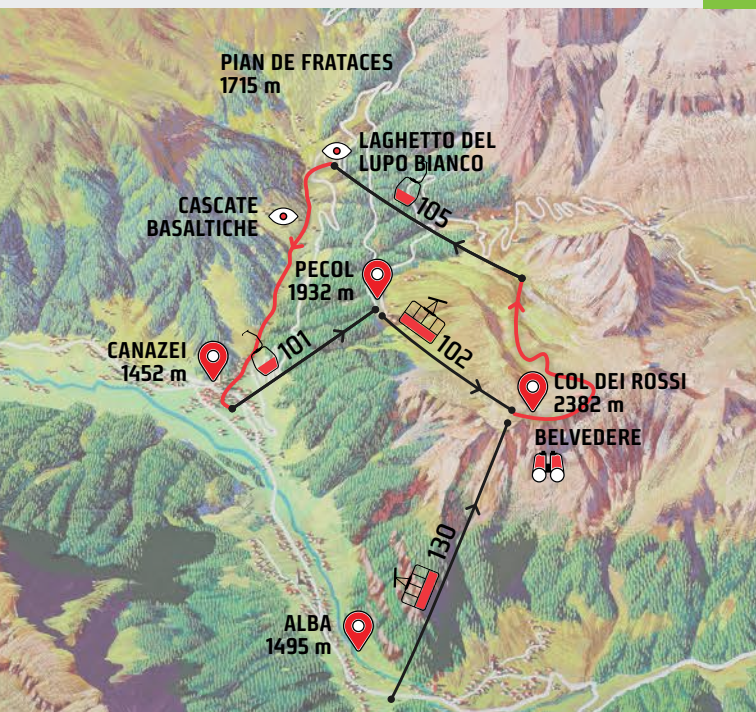 PIAN DE FRATACES
1715 m
LAGHETTO DEL
LUPO BIANCO
CASCATE
BASALTICHE
105
PECOL
1932 m
CANAZEI
1452 m
101
102
COL DEI ROSSI
2382 m
BELVEDERE
130
ALBA
1495 m